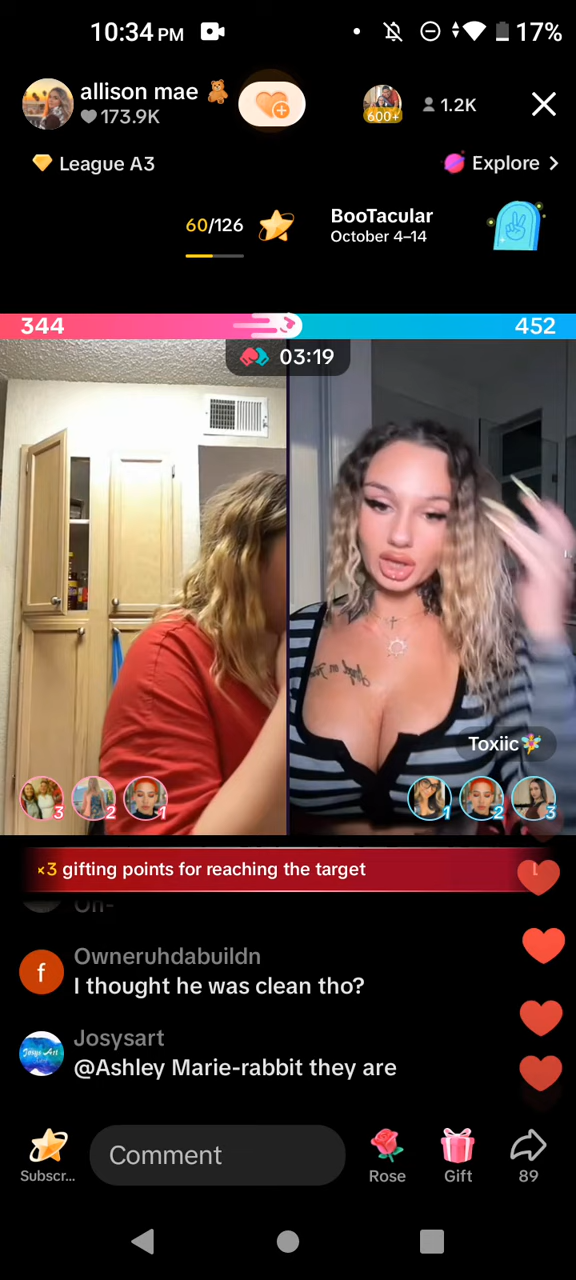 10:34 PM
17%
allison mae 🧸
173.9K
600+
1.2K
League A3
Explore >
60/126
BooTacular
October 4–14
344
452
03:19
Toxiic🧚
3
2
1
1
2
3
×3 gifting points for reaching the target
Owneruhdabuildn
f
I thought he was clean tho?
Josysart
@Ashley Marie-rabbit they are
Subscr...
Comment
Rose
Gift
89